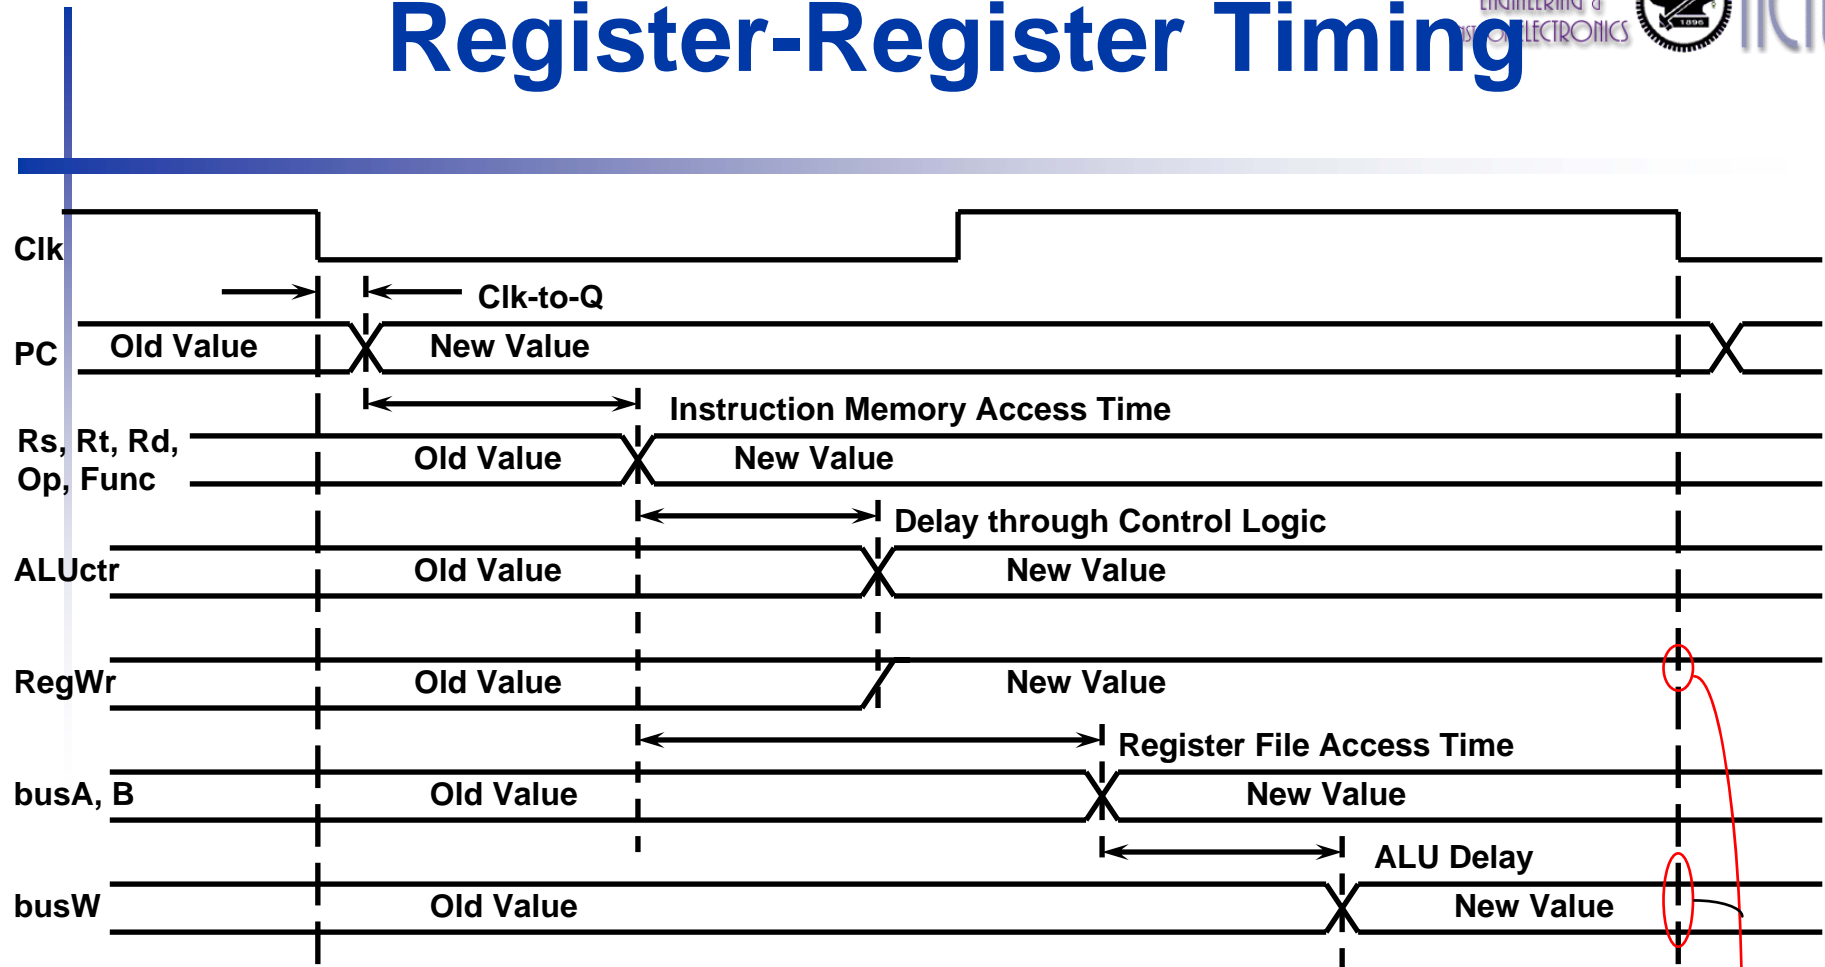 Register-Register Timing
ELECTRONICS
1896
Clk
Clk-to-Q
PC
Old Value
New Value
Instruction Memory Access Time
Rs, Rt, Rd,
Op, Func
Old Value
New Value
Delay through Control Logic
ALUctr
Old Value
New Value
RegWr
Old Value
New Value
Register File Access Time
busA, B
Old Value
New Value
ALU Delay
busW
Old Value
New Value